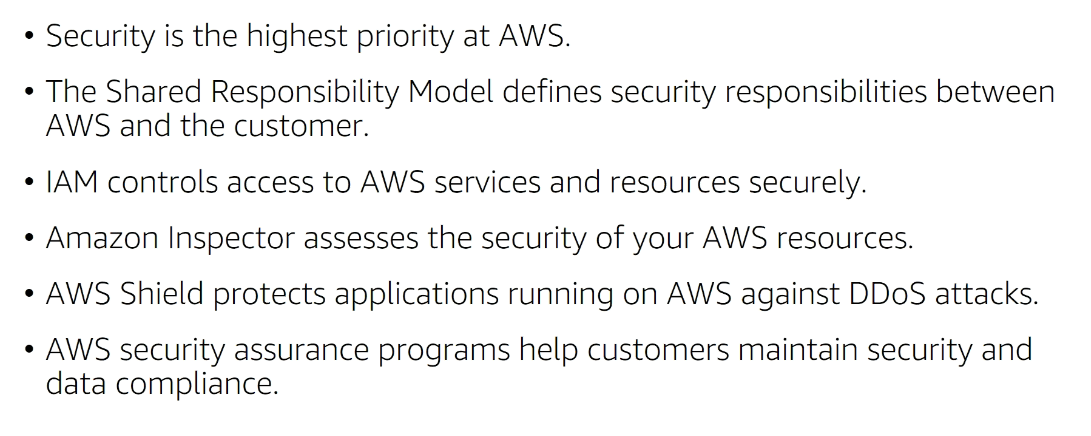 • Security is the highest priority at AWS.
• The Shared Responsibility Model defines security responsibilities between
AWS and the customer.
• IAM controls access to AWS services and resources securely.
• Amazon Inspector assesses the security of your AWS resources.
• AWS Shield protects applications running on AWS against DDoS attacks.
• AWS security assurance programs help customers maintain security and
data compliance.